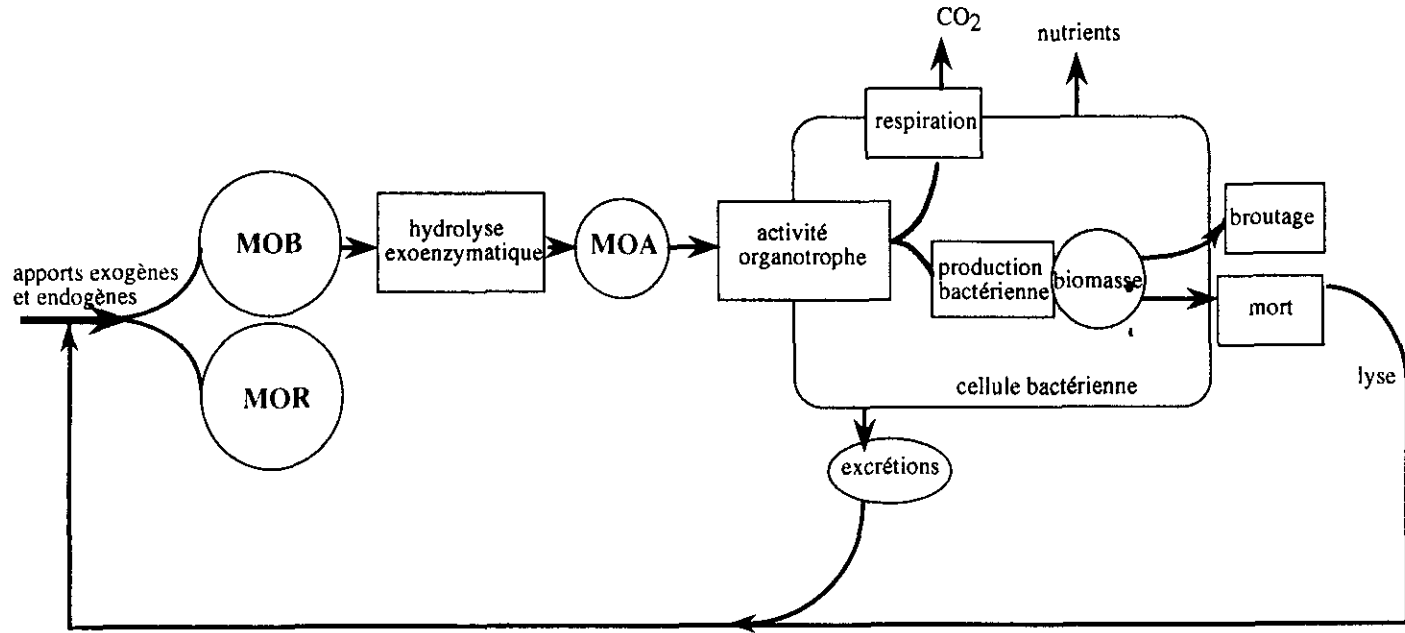 CO2
nutrients
respiration
MOB
hydrolyse
exoenzymatique
MOA
activité
organotrophe
production
bactérienne
biomasse
broutage
mort
apports exogènes
et endogènes
MOR
cellule bactérienne
lyse
excrétions